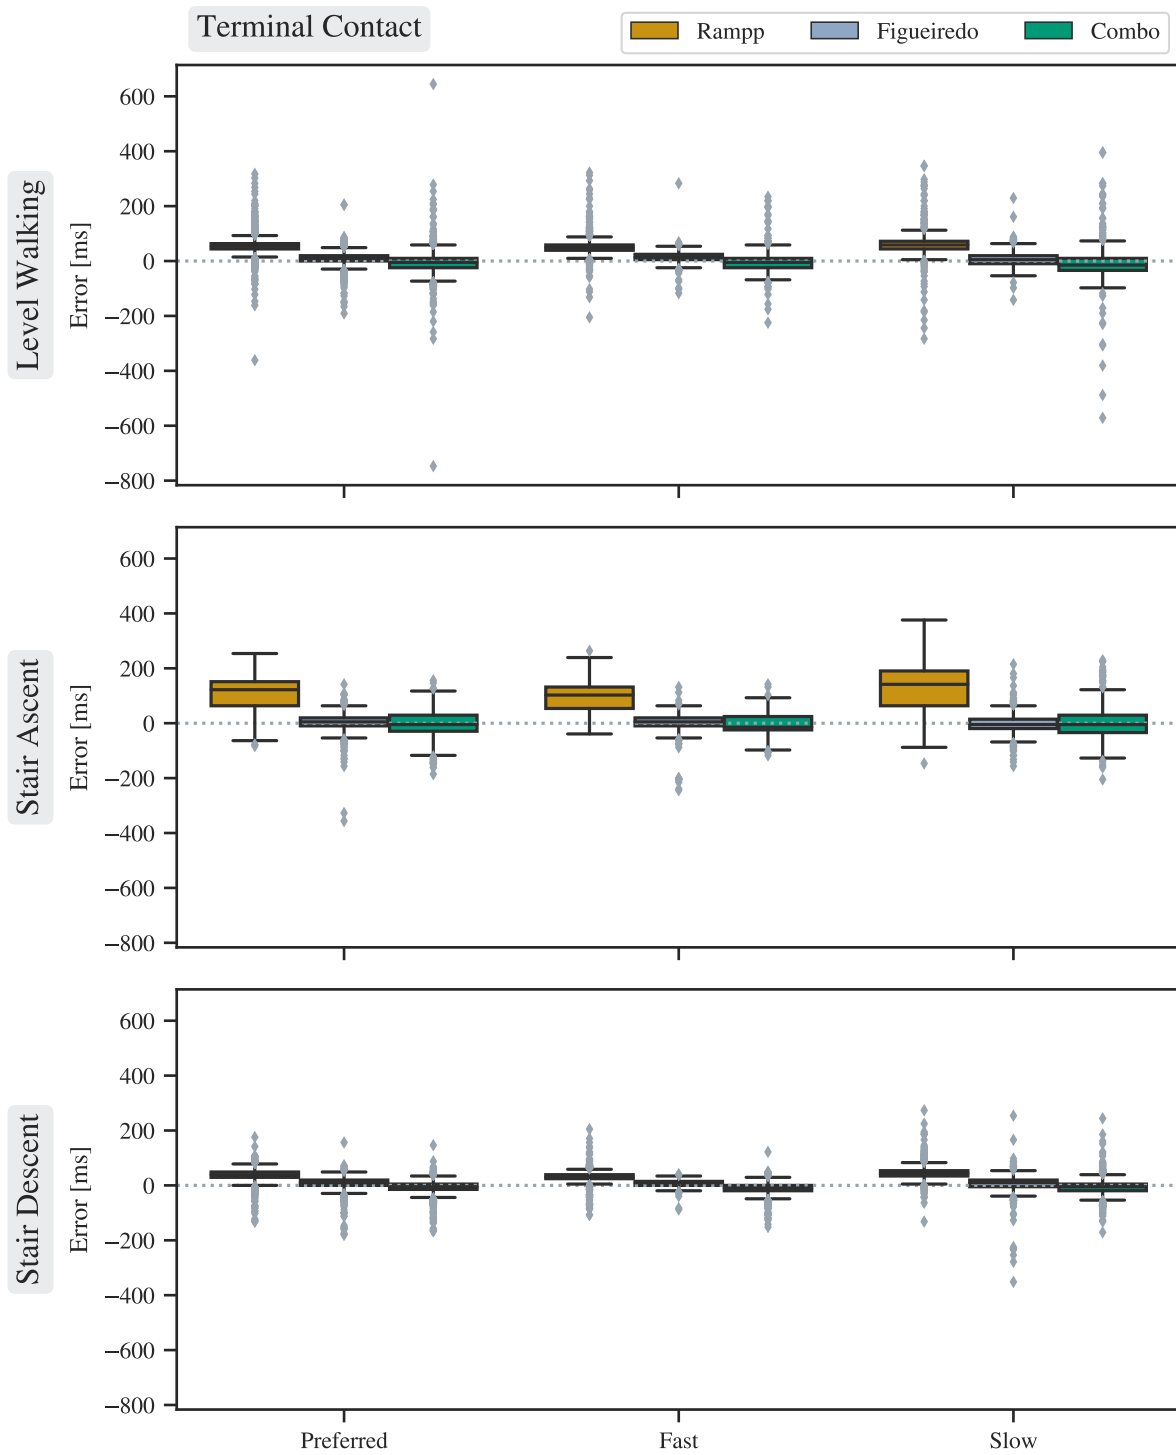 Terminal Contact
Rampp Figueiredo Combo
Level Walking
Error [ms]
600
400
200
0
−200
−400
−600
−800
Stair Ascent
Error [ms]
600
400
200
0
−200
−400
−600
−800
Stair Descent
Error [ms]
600
400
200
0
−200
−400
−600
−800
Preferred Fast Slow